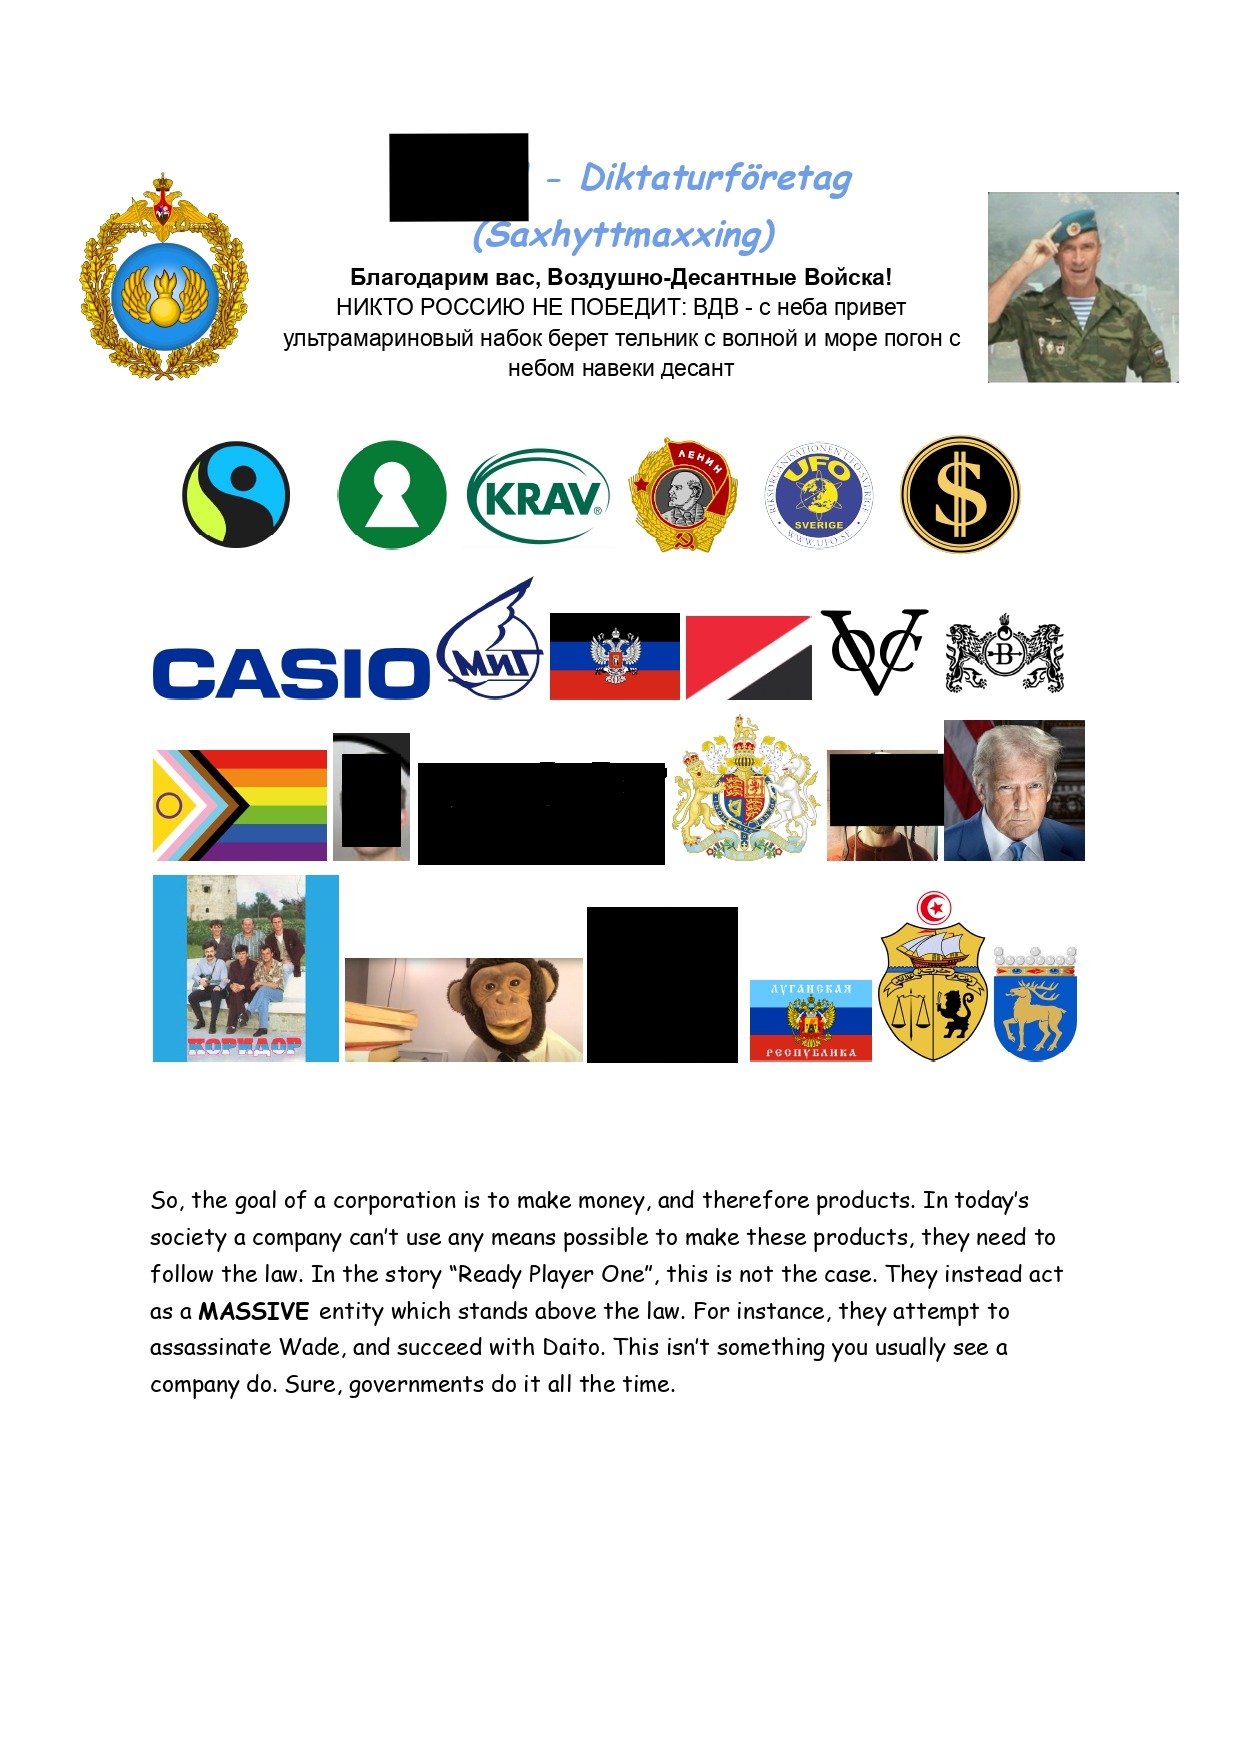 - Diktaturföretag
(Saxhyttmaxxing)
Благодарим вас, Воздушно-Десантные Войска!
НИКТО РОССИЮ НЕ ПОБЕДИТ: ВДВ - с неба привет
ультрамариновый набок берет тельник с волной и море погон с
небом навеки десант
KRAV®
ЛЕНИН
RIKSORGANISATIONEN UFO-SVERIGE
UFO
SVERIGE
• WWW.UFO.SE •
$
CASIO
МиГ
VOC
B
КОРИДОР
ЛУГАНСКАЯ
РЕСПУБЛИКА
So, the goal of a corporation is to make money, and therefore products. In today’s
society a company can’t use any means possible to make these products, they need to
follow the law. In the story “Ready Player One”, this is not the case. They instead act
as a MASSIVE entity which stands above the law. For instance, they attempt to
assassinate Wade, and succeed with Daito. This isn’t something you usually see a
company do. Sure, governments do it all the time.